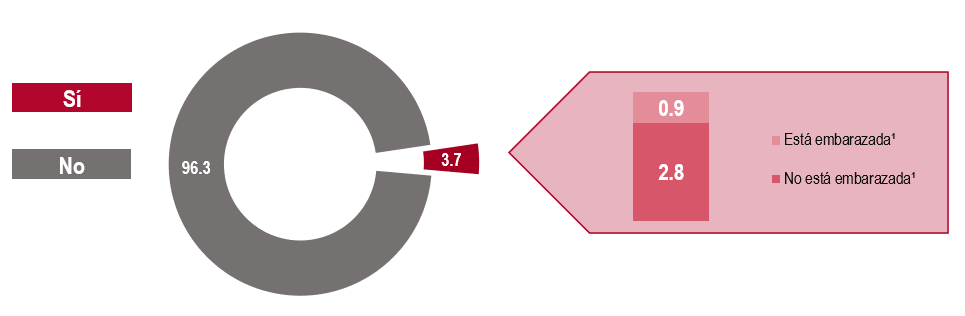 Sí
No
96.3
3.7
0.9
2.8
Está embarazada¹
No está embarazada¹